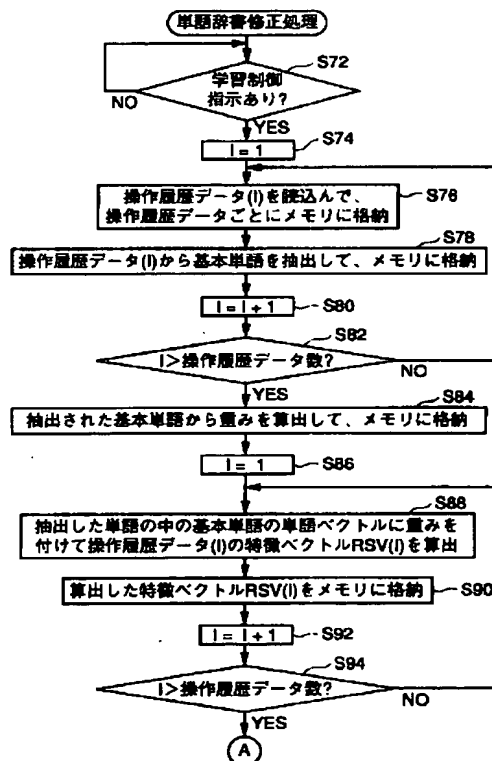 単語辞書修正処理
S72
学習制御
指示あり?
NO
YES
S74
I = 1
S76
操作履歴データ(I)を読込んで、
操作履歴データごとにメモリに格納
S78
操作履歴データ(I)から基本単語を抽出して、メモリに格納
I = I + 1
S80
S82
I>操作履歴データ数?
NO
YES
S84
抽出された基本単語から重みを算出して、メモリに格納
I = 1
S86
S88
抽出した単語の中の基本単語の単語ベクトルに重みを
付けて操作履歴データ(I)の特徴ベクトルRSV(I)を算出
算出した特徴ベクトルRSV(I)をメモリに格納
S90
I = I + 1
S92
S94
I>操作履歴データ数?
NO
YES
A